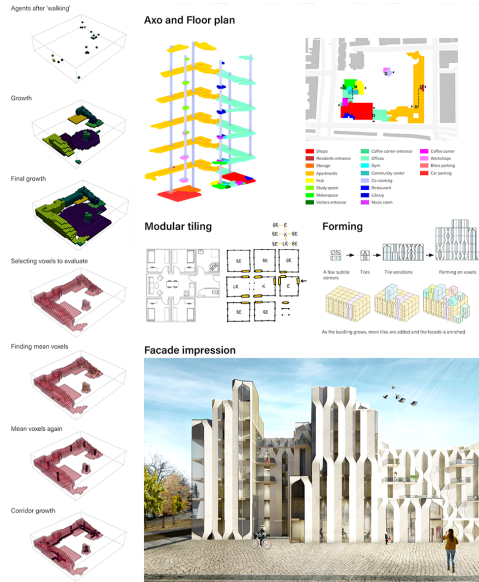 Agents after 'walking'
Growth
Final growth
Selecting voxels to evaluate
Finding mean voxels
Mean voxels again
Corridor growth
Axo and Floor plan
Shops
Residents entrance
Storage
Apartments
Hub
Study space
Makerspace
Visitors entrance
Coffee corner entrance
Offices
Gym
Community center
Co-cooking
Restaurant
Library
Music room
Coffee corner
Workshops
Bikes parking
Car parking
Modular tiling
Forming
A few subtle
corners
Tiles
Tile variations
Forming on voxels
As the building grows, more tiles are added and the facade is enriched.
Facade impression